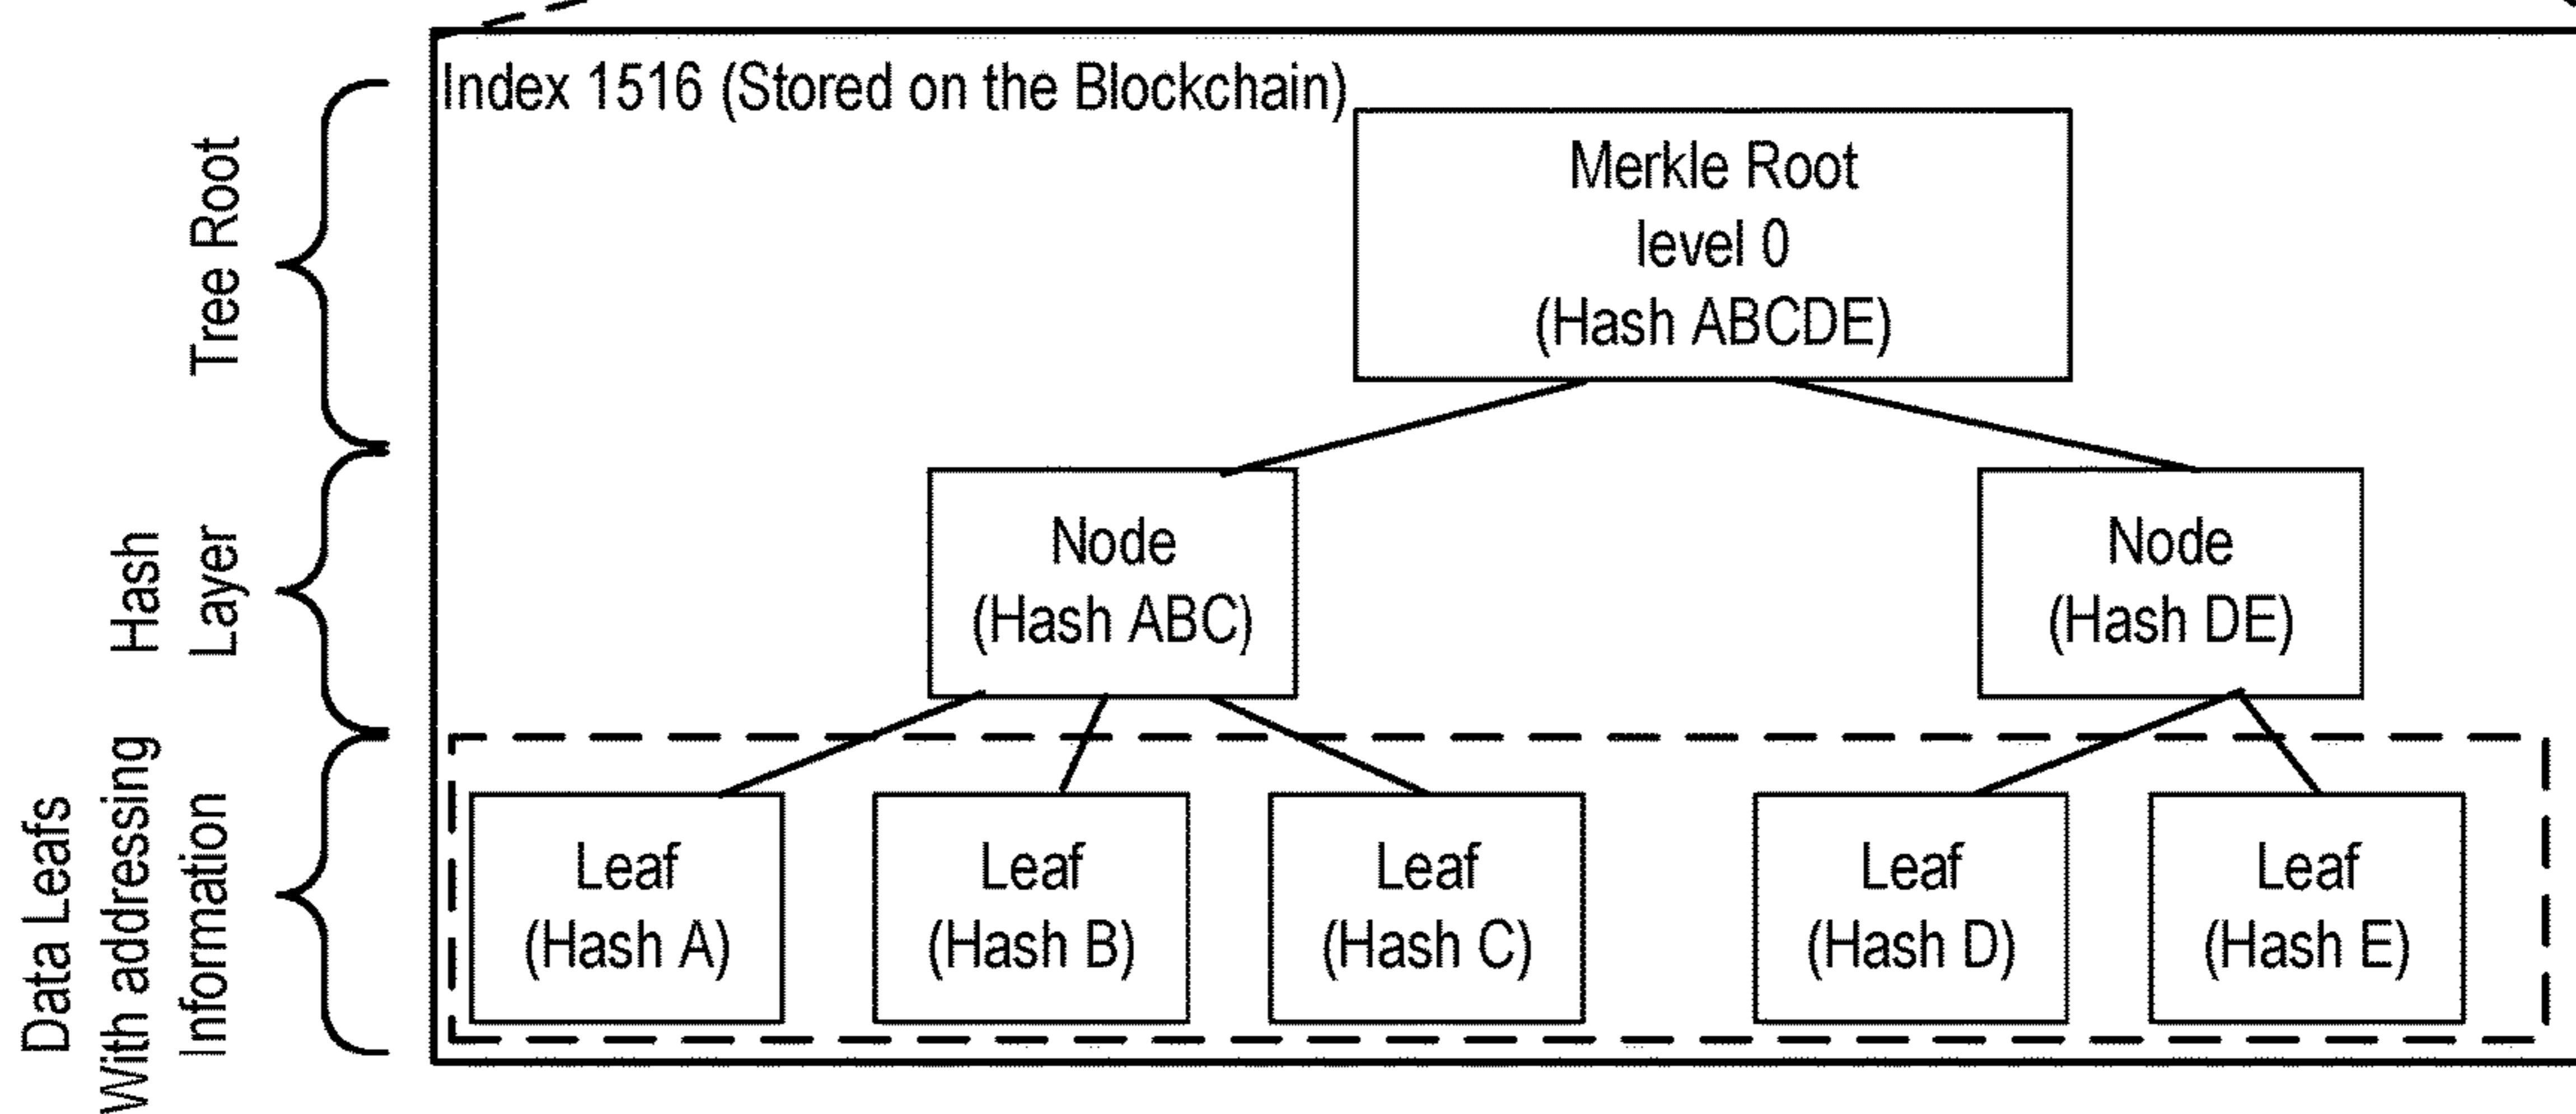 Index 1516 (Stored on the Blockchain)
Tree Root
Merkle Root
level 0
(Hash ABCDE)
Hash
Layer
Node
(Hash ABC)
Node
(Hash DE)
Data Leafs
With addressing
Information
Leaf
(Hash A)
Leaf
(Hash B)
Leaf
(Hash C)
Leaf
(Hash D)
Leaf
(Hash E)